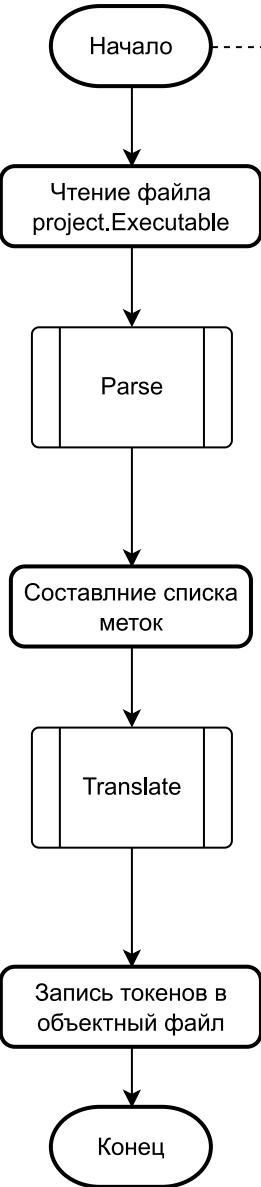 Начало
Чтение файла
project.Executable
Parse
Составлние списка
меток
Translate
Запись токенов в
объектный файл
Конец